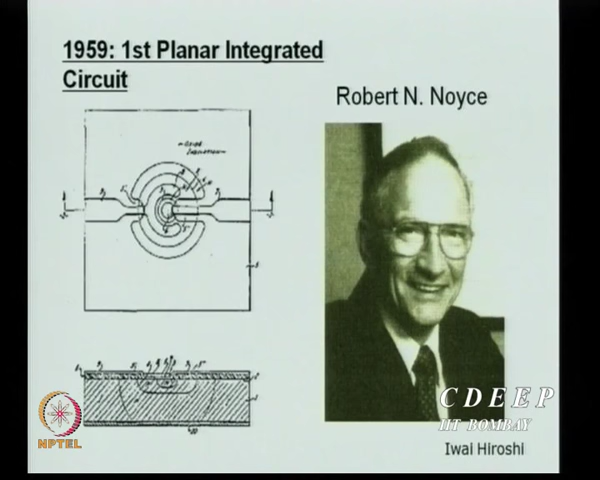 1959: 1st Planar Integrated
Circuit
Robert N. Noyce
NPTEL
CDEEP
IIT BOMBAY
Iwai Hiroshi